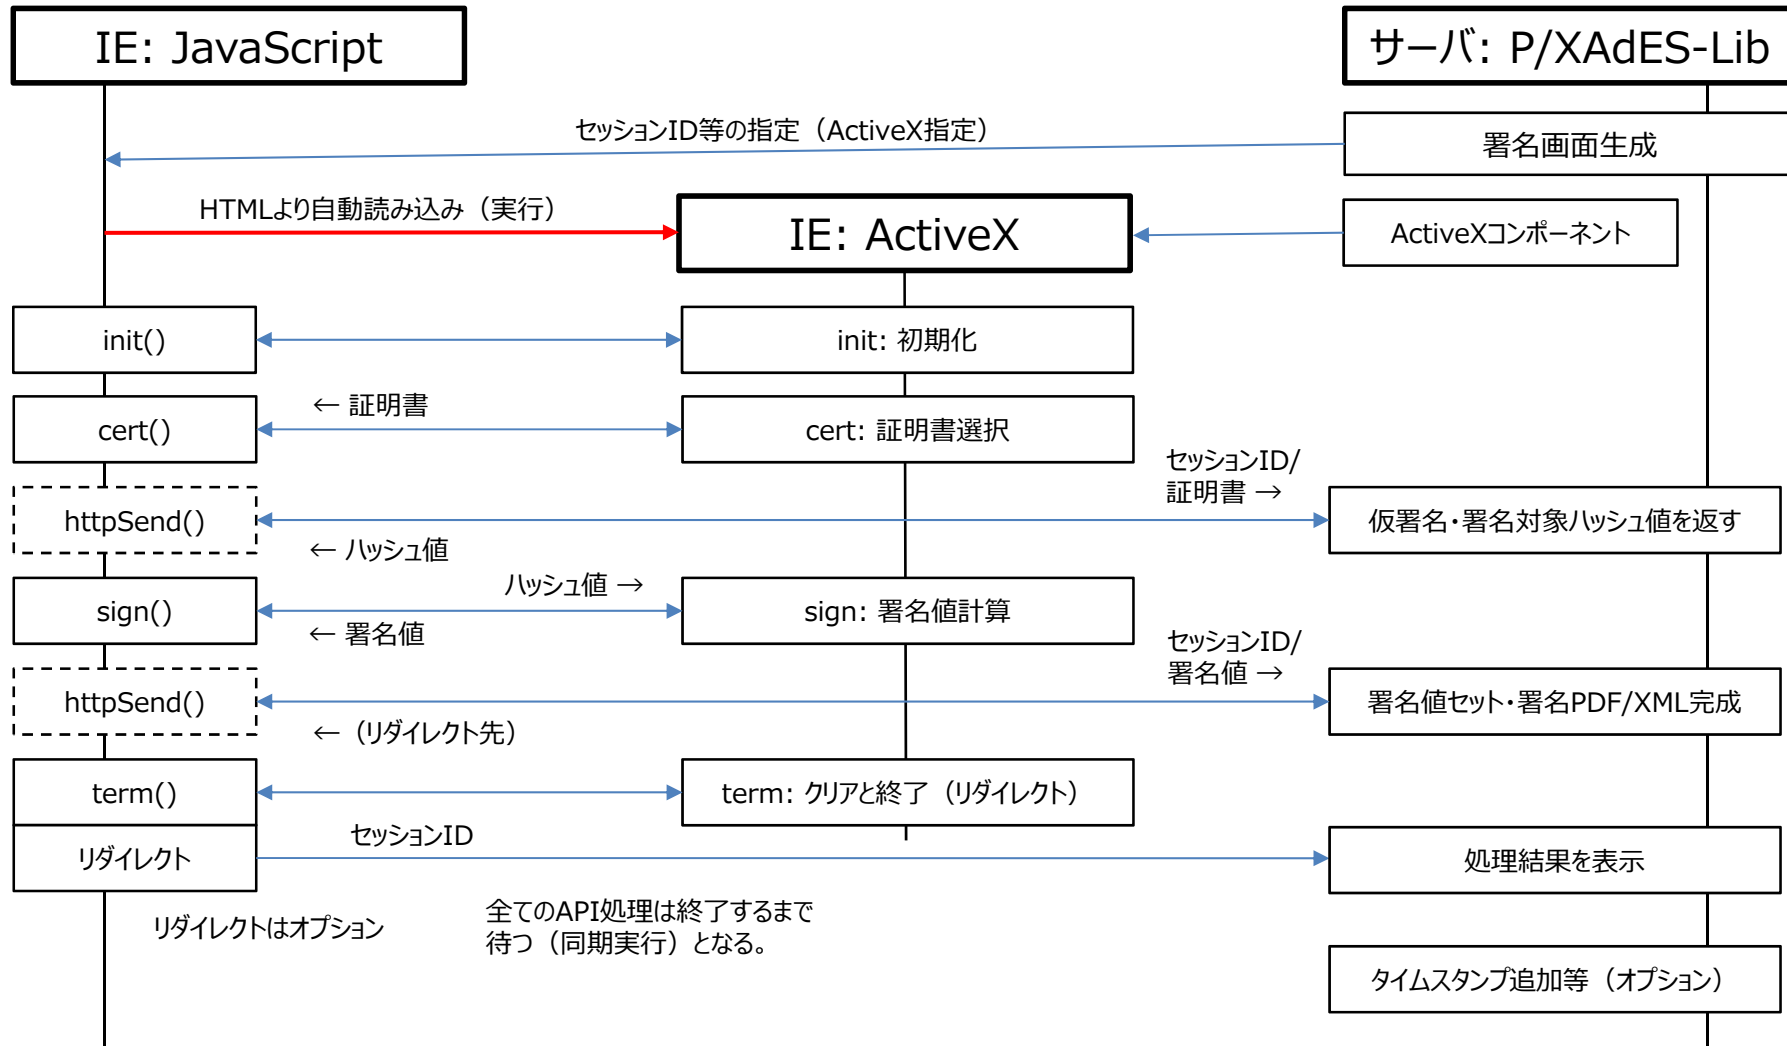 IE: JavaScript
サーバ: P/XAdES-Lib
セッションID等の指定（ActiveX指定）
署名画面生成
HTMLより自動読み込み（実行）
IE: ActiveX
ActiveXコンポーネント
init()
init: 初期化
← 証明書
cert()
cert: 証明書選択
セッションID/
証明書 →
httpSend()
仮署名・署名対象ハッシュ値を返す
← ハッシュ値
ハッシュ値 →
sign()
sign: 署名値計算
← 署名値
セッションID/
署名値 →
httpSend()
署名値セット・署名PDF/XML完成
←（リダイレクト先）
term()
term: クリアと終了（リダイレクト）
セッションID
リダイレクト
処理結果を表示
リダイレクトはオプション
全てのAPI処理は終了するまで
待つ（同期実行）となる。
タイムスタンプ追加等（オプション）